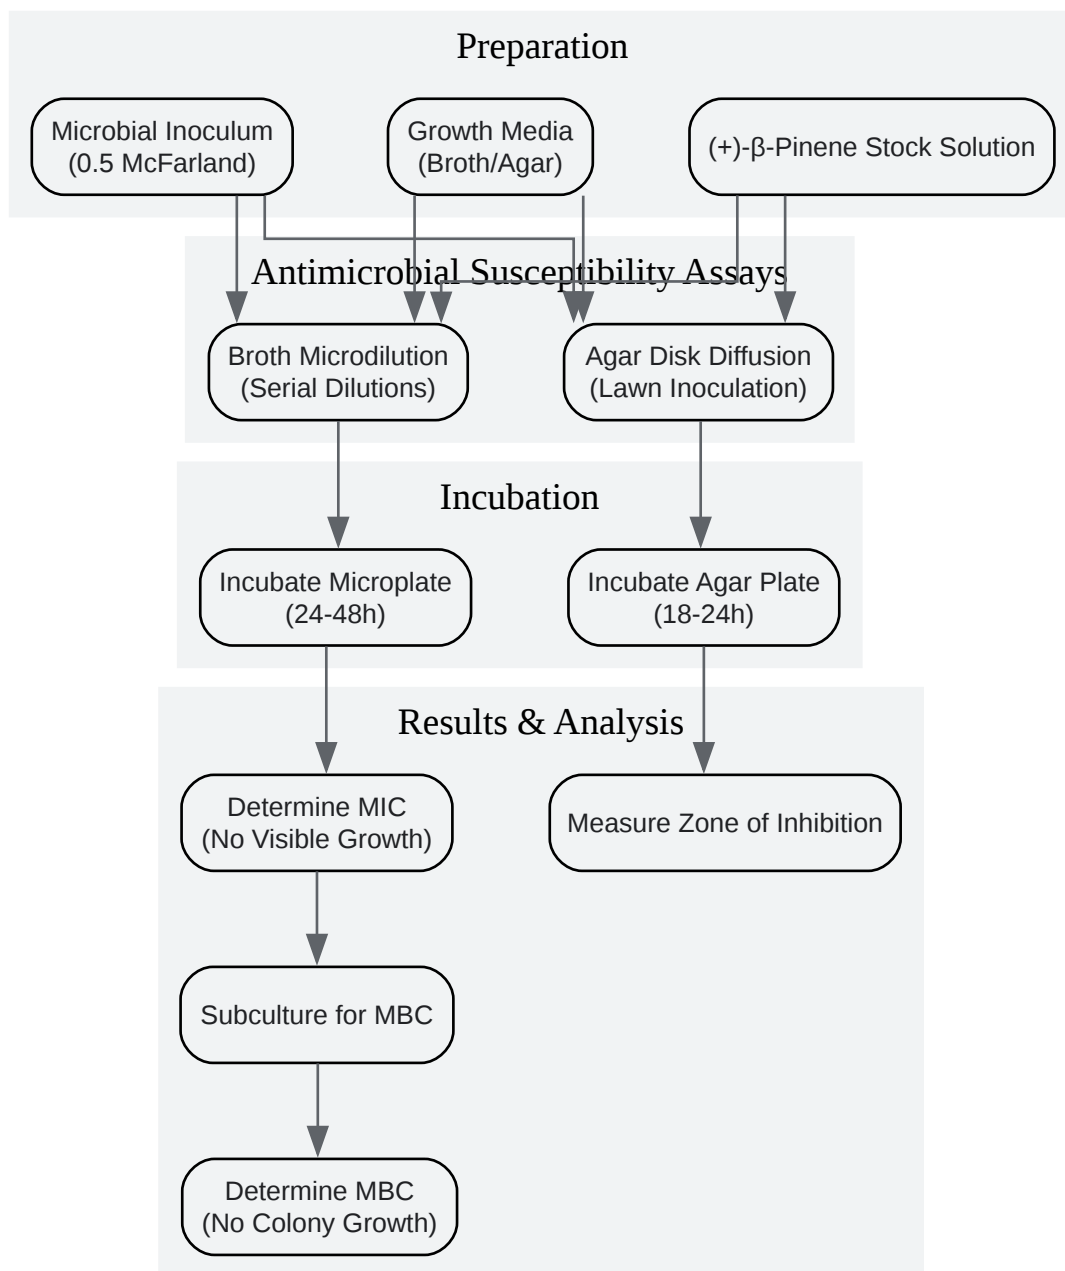 Preparation
Microbial Inoculum
(0.5 McFarland)
Growth Media
(Broth/Agar)
(+)-β-Pinene Stock Solution
Antimicrobial Susceptibility Assays
Broth Microdilution
(Serial Dilutions)
Agar Disk Diffusion
(Lawn Inoculation)
Incubation
Incubate Microplate
(24-48h)
Incubate Agar Plate
(18-24h)
Results & Analysis
Determine MIC
(No Visible Growth)
Measure Zone of Inhibition
Subculture for MBC
Determine MBC
(No Colony Growth)